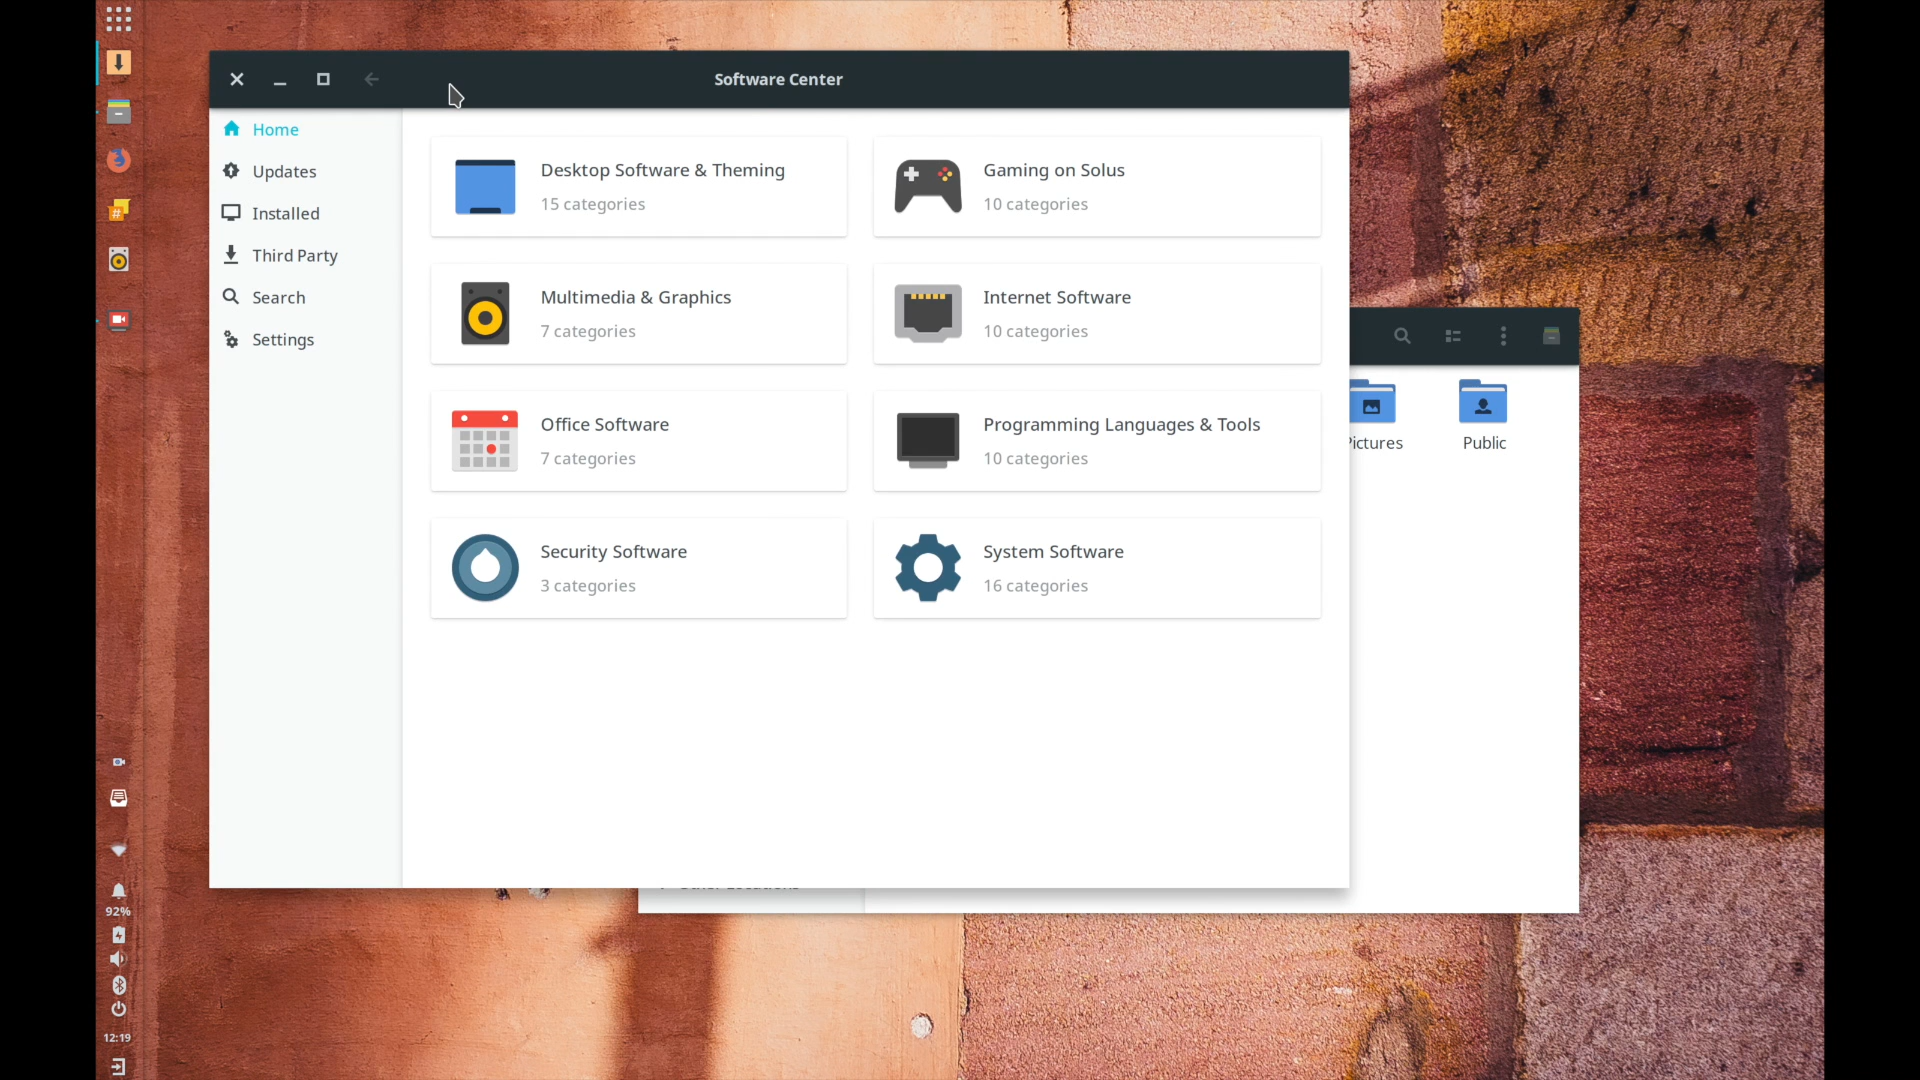 Software Center
Home
Updates
Installed
Third Party
Search
Settings
Desktop Software & Theming
15 categories
Gaming on Solus
10 categories
Multimedia & Graphics
7 categories
Internet Software
10 categories
Office Software
7 categories
Programming Languages & Tools
10 categories
Security Software
3 categories
System Software
16 categories
ictures
Public
92%
12:19